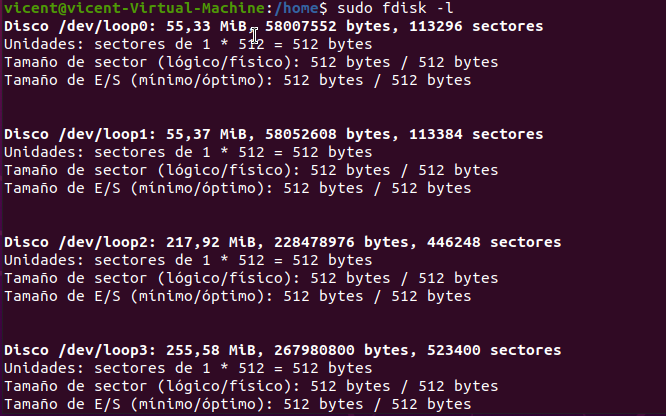 vicent@vicent-Virtual-Machine:/home$ sudo fdisk -l
Disco /dev/loop0: 55,33 MiB, 58007552 bytes, 113296 sectores
Unidades: sectores de 1 * 512 = 512 bytes
Tamaño de sector (lógico/físico): 512 bytes / 512 bytes
Tamaño de E/S (mínimo/óptimo): 512 bytes / 512 bytes
Disco /dev/loop1: 55,37 MiB, 58052608 bytes, 113384 sectores
Unidades: sectores de 1 * 512 = 512 bytes
Tamaño de sector (lógico/físico): 512 bytes / 512 bytes
Tamaño de E/S (mínimo/óptimo): 512 bytes / 512 bytes
Disco /dev/loop2: 217,92 MiB, 228478976 bytes, 446248 sectores
Unidades: sectores de 1 * 512 = 512 bytes
Tamaño de sector (lógico/físico): 512 bytes / 512 bytes
Tamaño de E/S (mínimo/óptimo): 512 bytes / 512 bytes
Disco /dev/loop3: 255,58 MiB, 267980800 bytes, 523400 sectores
Unidades: sectores de 1 * 512 = 512 bytes
Tamaño de sector (lógico/físico): 512 bytes / 512 bytes
Tamaño de E/S (mínimo/óptimo): 512 bytes / 512 bytes